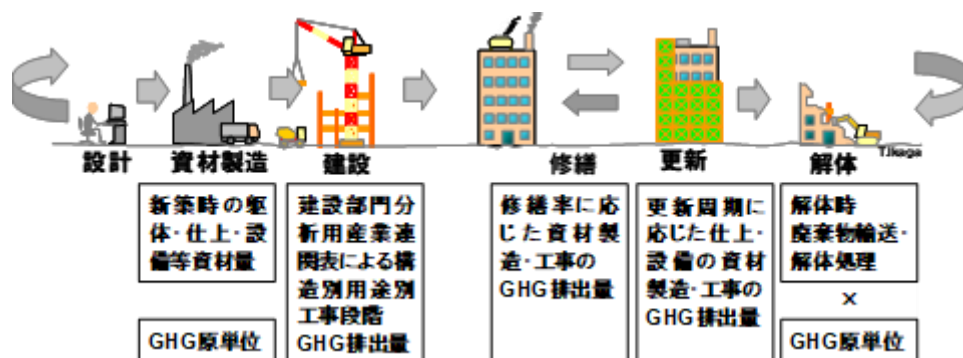 設計
資材製造
建設
修繕
更新
解体
T.Ikaga
新築時の躯
体・仕上・設
備等資材量
GHG原単位
建設部門分
析用産業連
関表による構
造別用途別
工事段階
GHG排出量
修繕率に応
じた資材製
造・工事の
GHG排出量
更新周期に
応じた仕上・
設備の資材
製造・工事の
GHG排出量
解体時
廃棄物輸送・
解体処理
×
GHG原単位